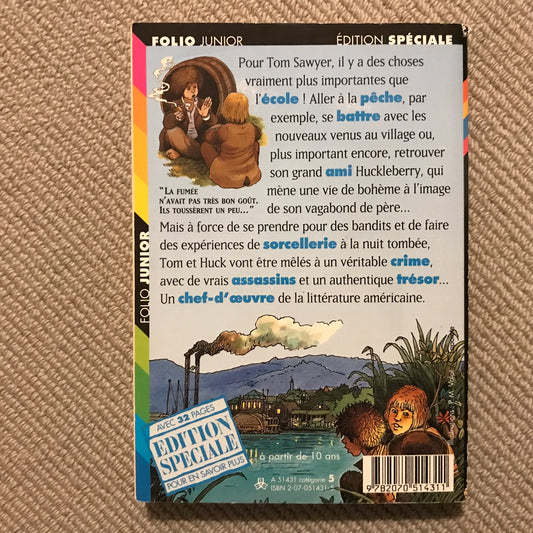 FOLIO JUNIOR
ÉDITION SPÉCIALE
Pour Tom Sawyer, il y a des choses
vraiment plus importantes que
l'école ! Aller à la pêche, par
exemple, se battre avec les
nouveaux venus au village ou,
plus important encore, retrouver
son grand ami Huckleberry, qui
mène une vie de bohème à l'image
de son vagabond de père...
"LA FUMÉE
N'AVAIT PAS TRÈS BON GOÛT.
ILS TOUSSÈRENT UN PEU..."
Mais à force de se prendre pour des bandits et de faire
des expériences de sorcellerie à la nuit tombée,
Tom et Huck vont être mêlés à un véritable crime,
avec de vrais assassins et un authentique trésor...
Un chef-d'œuvre de la littérature américaine.
FOLIO JUNIOR
AVEC 32 PAGES
EDITION
SPECIALE
POUR EN SAVOIR PLUS
à partir de 10 ans
A 51431 catégorie 5
ISBN 2-07-051431-5
9 782070 514311